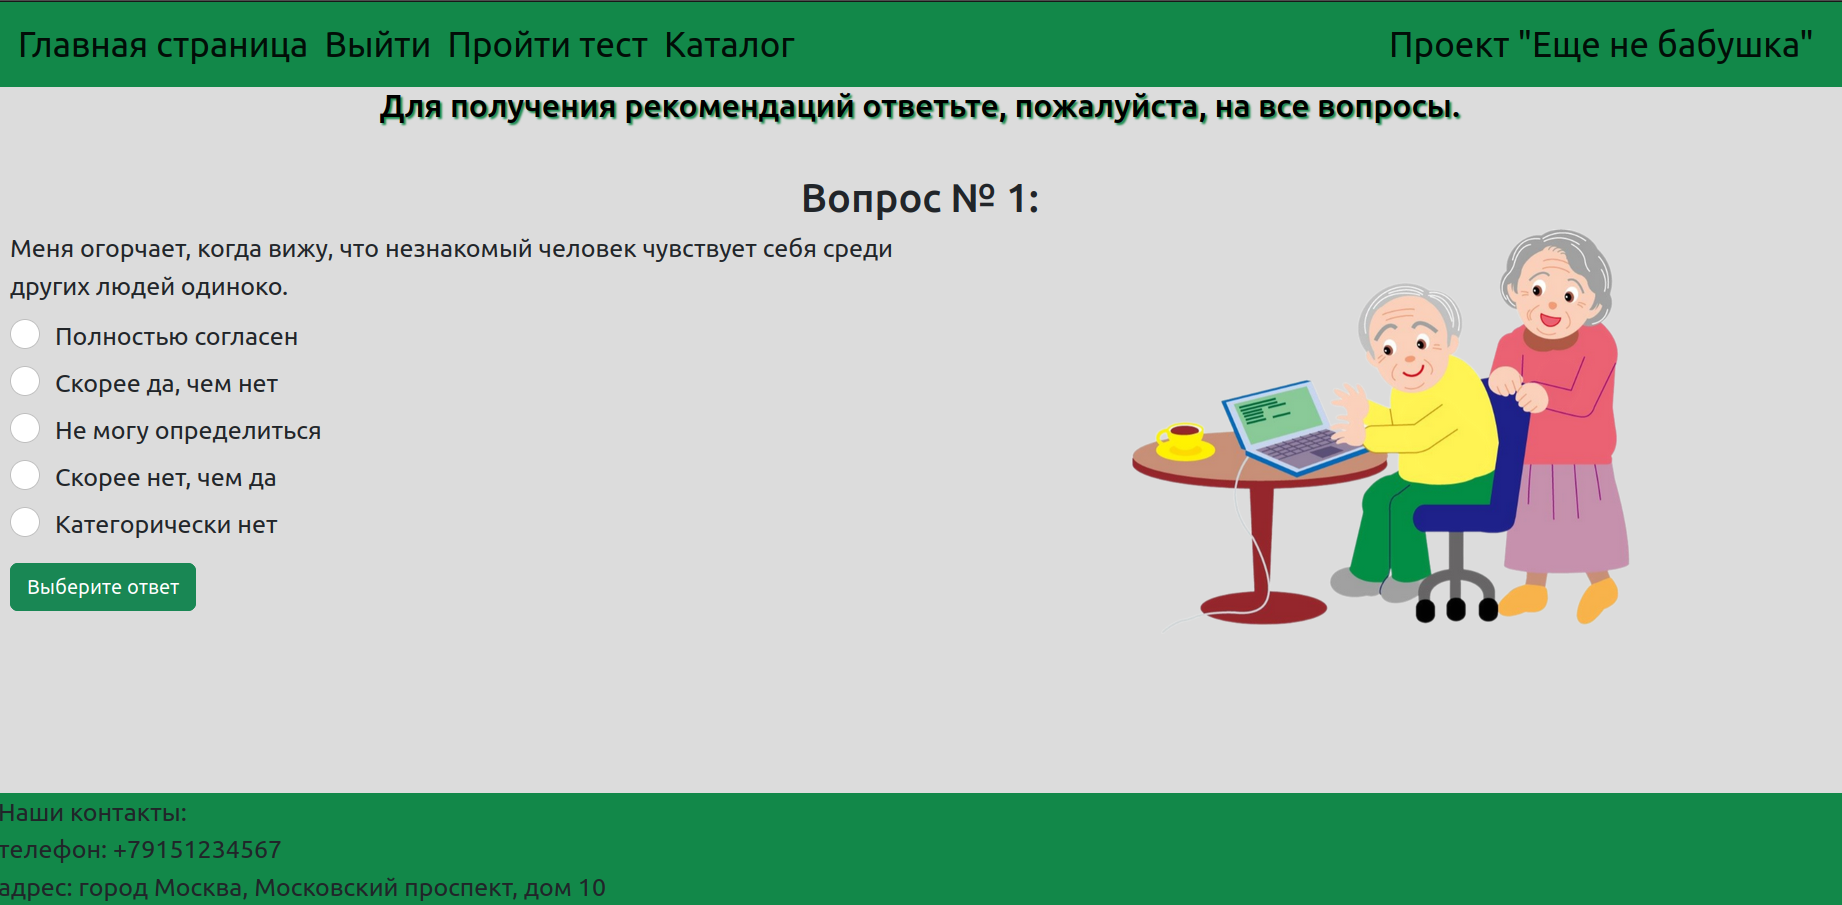 Главная страница Выйти Пройти тест Каталог Проект "Еще не бабушка"
Для получения рекомендаций ответьте, пожалуйста, на все вопросы.
Вопрос № 1:
Меня огорчает, когда вижу, что незнакомый человек чувствует себя среди
других людей одиноко.
Полностью согласен
Скорее да, чем нет
Не могу определиться
Скорее нет, чем да
Категорически нет
Выберите ответ
Наши контакты:
телефон: +79151234567
адрес: город Москва, Московский проспект, дом 10